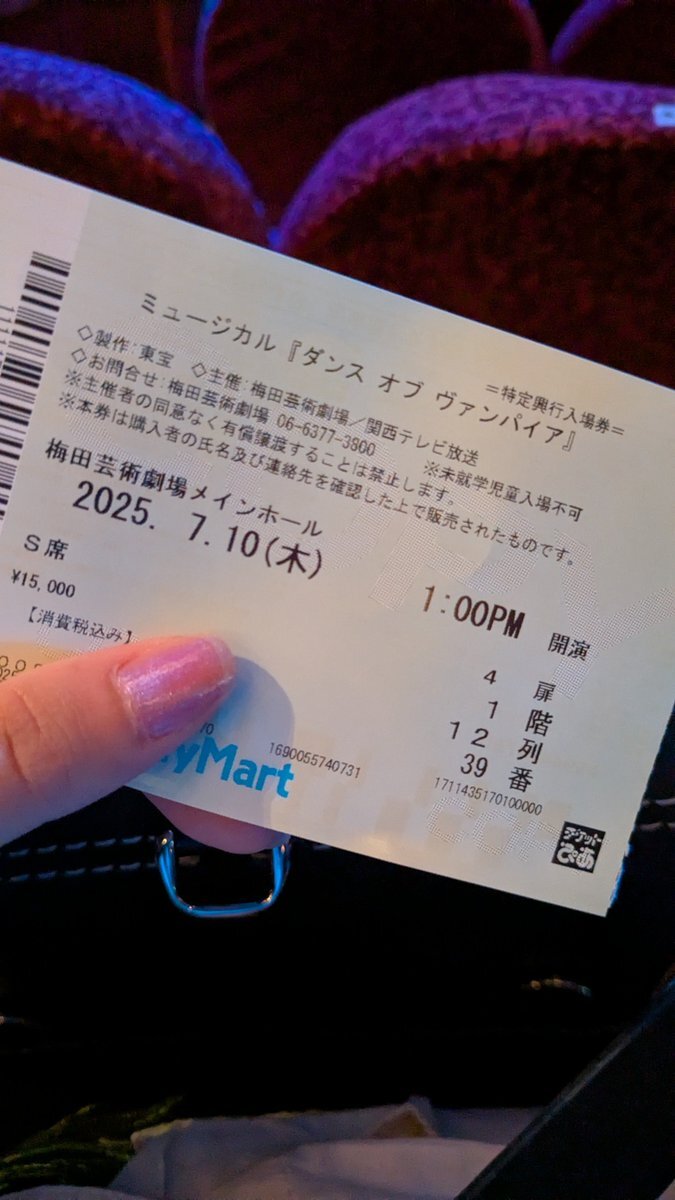 =特定興行入場券=
ミュージカル『ダンス オブ ヴァンパイア』
◇製作:東宝 ◇主催:梅田芸術劇場/関西テレビ放送
◇お問合せ:梅田芸術劇場 06-6377-3800 ※未就学児童入場不可
※主催者の同意なく有償譲渡することは禁止します。
※本券は購入者の氏名及び連絡先を確認した上で販売されたものです。
梅田芸術劇場メインホール
2025. 7.10(木) 1:00PM 開演
S席
¥15,000
【消費税込み】
4 扉
1 階
12 列
39 番
yMart
1690055740731
1711435170100000
チケットぴあ